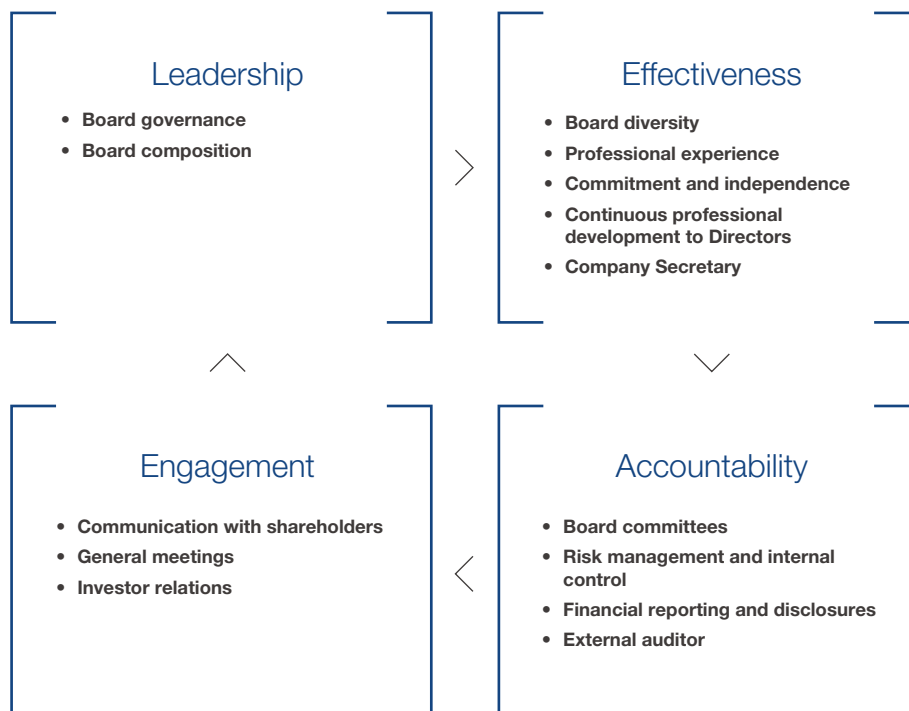 Leadership
• Board governance
• Board composition
Effectiveness
• Board diversity
• Professional experience
• Commitment and independence
• Continuous professional
development to Directors
• Company Secretary
Engagement
• Communication with shareholders
• General meetings
• Investor relations
Accountability
• Board committees
• Risk management and internal
control
• Financial reporting and disclosures
• External auditor